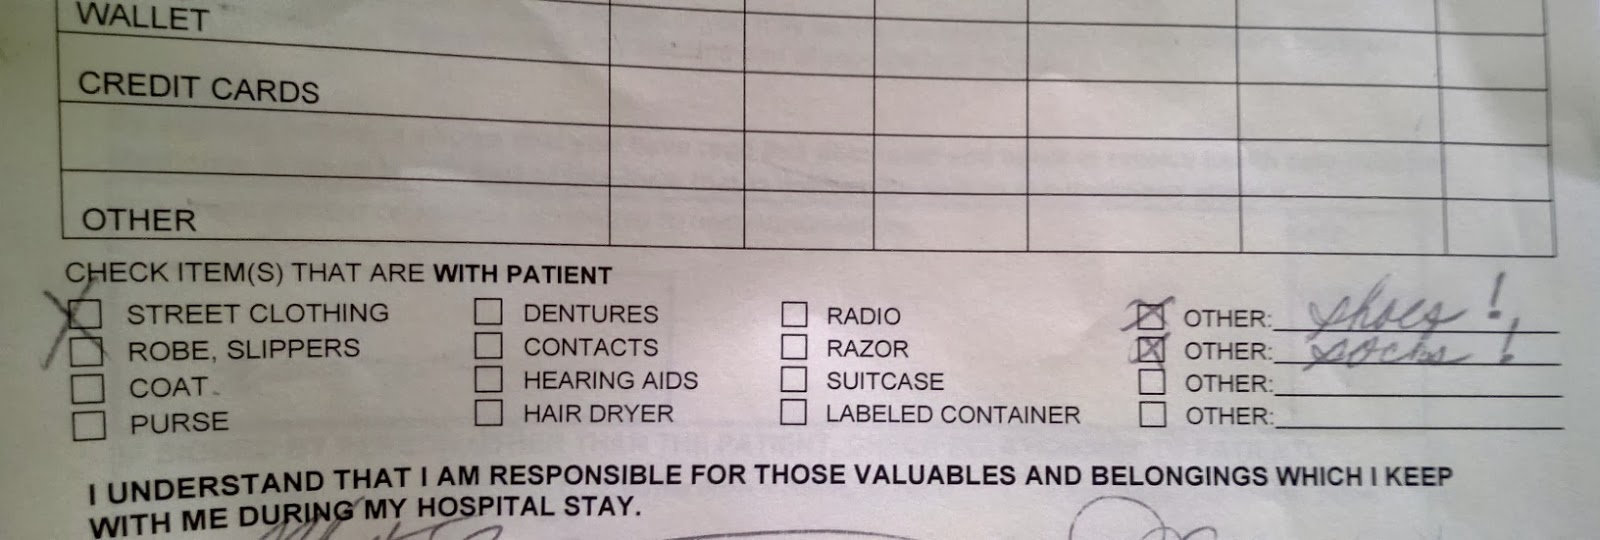 WALLET
CREDIT CARDS
OTHER
CHECK ITEM(S) THAT ARE WITH PATIENT
STREET CLOTHING DENTURES RADIO OTHER: shoes!
ROBE, SLIPPERS CONTACTS RAZOR OTHER: socks!
COAT HEARING AIDS SUITCASE OTHER:
PURSE HAIR DRYER LABELED CONTAINER OTHER:
I UNDERSTAND THAT I AM RESPONSIBLE FOR THOSE VALUABLES AND BELONGINGS WHICH I KEEP
WITH ME DURING MY HOSPITAL STAY.